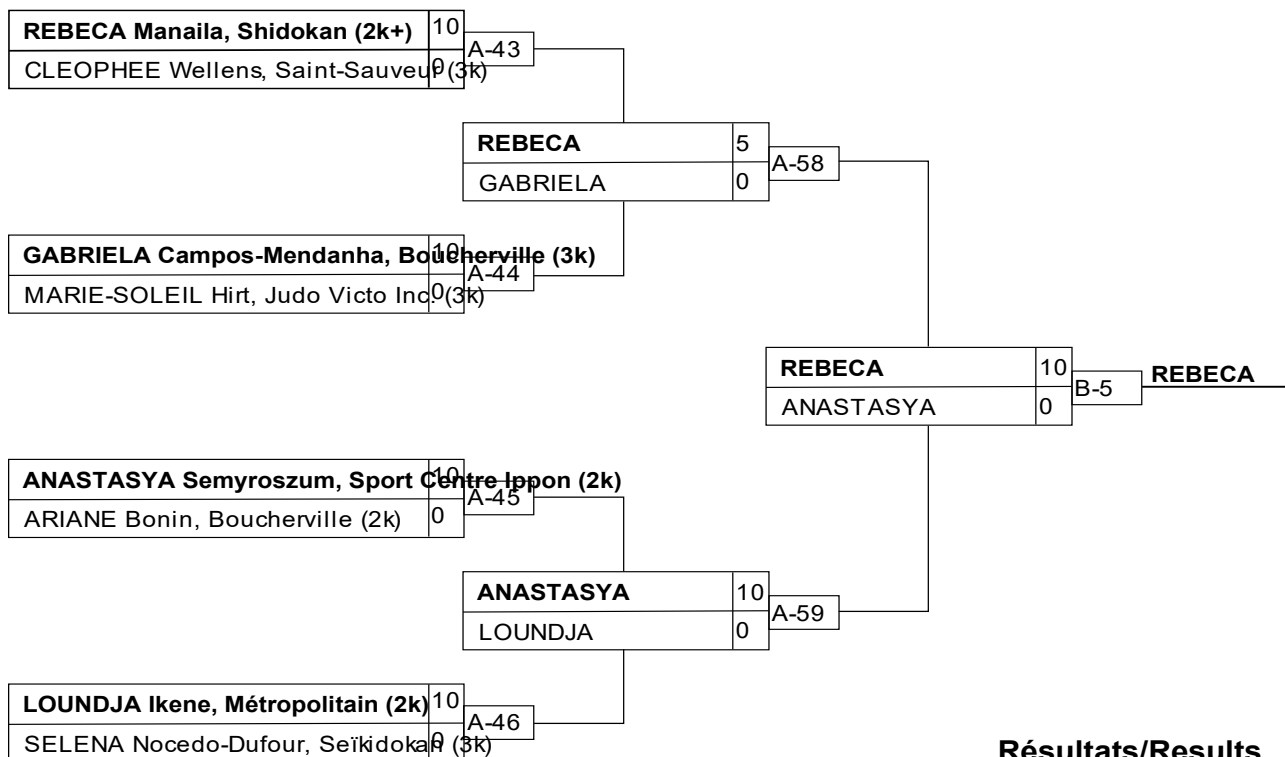 REBECA Manaila, Shidokan (2k+) 10
A-43
CLEOPHEE Wellens, Saint-Sauveur (3k) 0
REBECA 5
A-58
GABRIELA 0
GABRIELA Campos-Mendanha, Boucherville (3k) 10
A-44
MARIE-SOLEIL Hirt, Judo Victo Inc. (3k) 0
REBECA 10
B-5 REBECA
ANASTASYA 0
ANASTASYA Semyroszum, Sport Centre Ippon (2k) 10
A-45
ARIANE Bonin, Boucherville (2k) 0
ANASTASYA 10
A-59
LOUNDJA 0
LOUNDJA Ikene, Métropolitain (2k) 10
A-46
SELENA Nocedo-Dufour, Seïkidokan (3k) 0
Résultats/Results